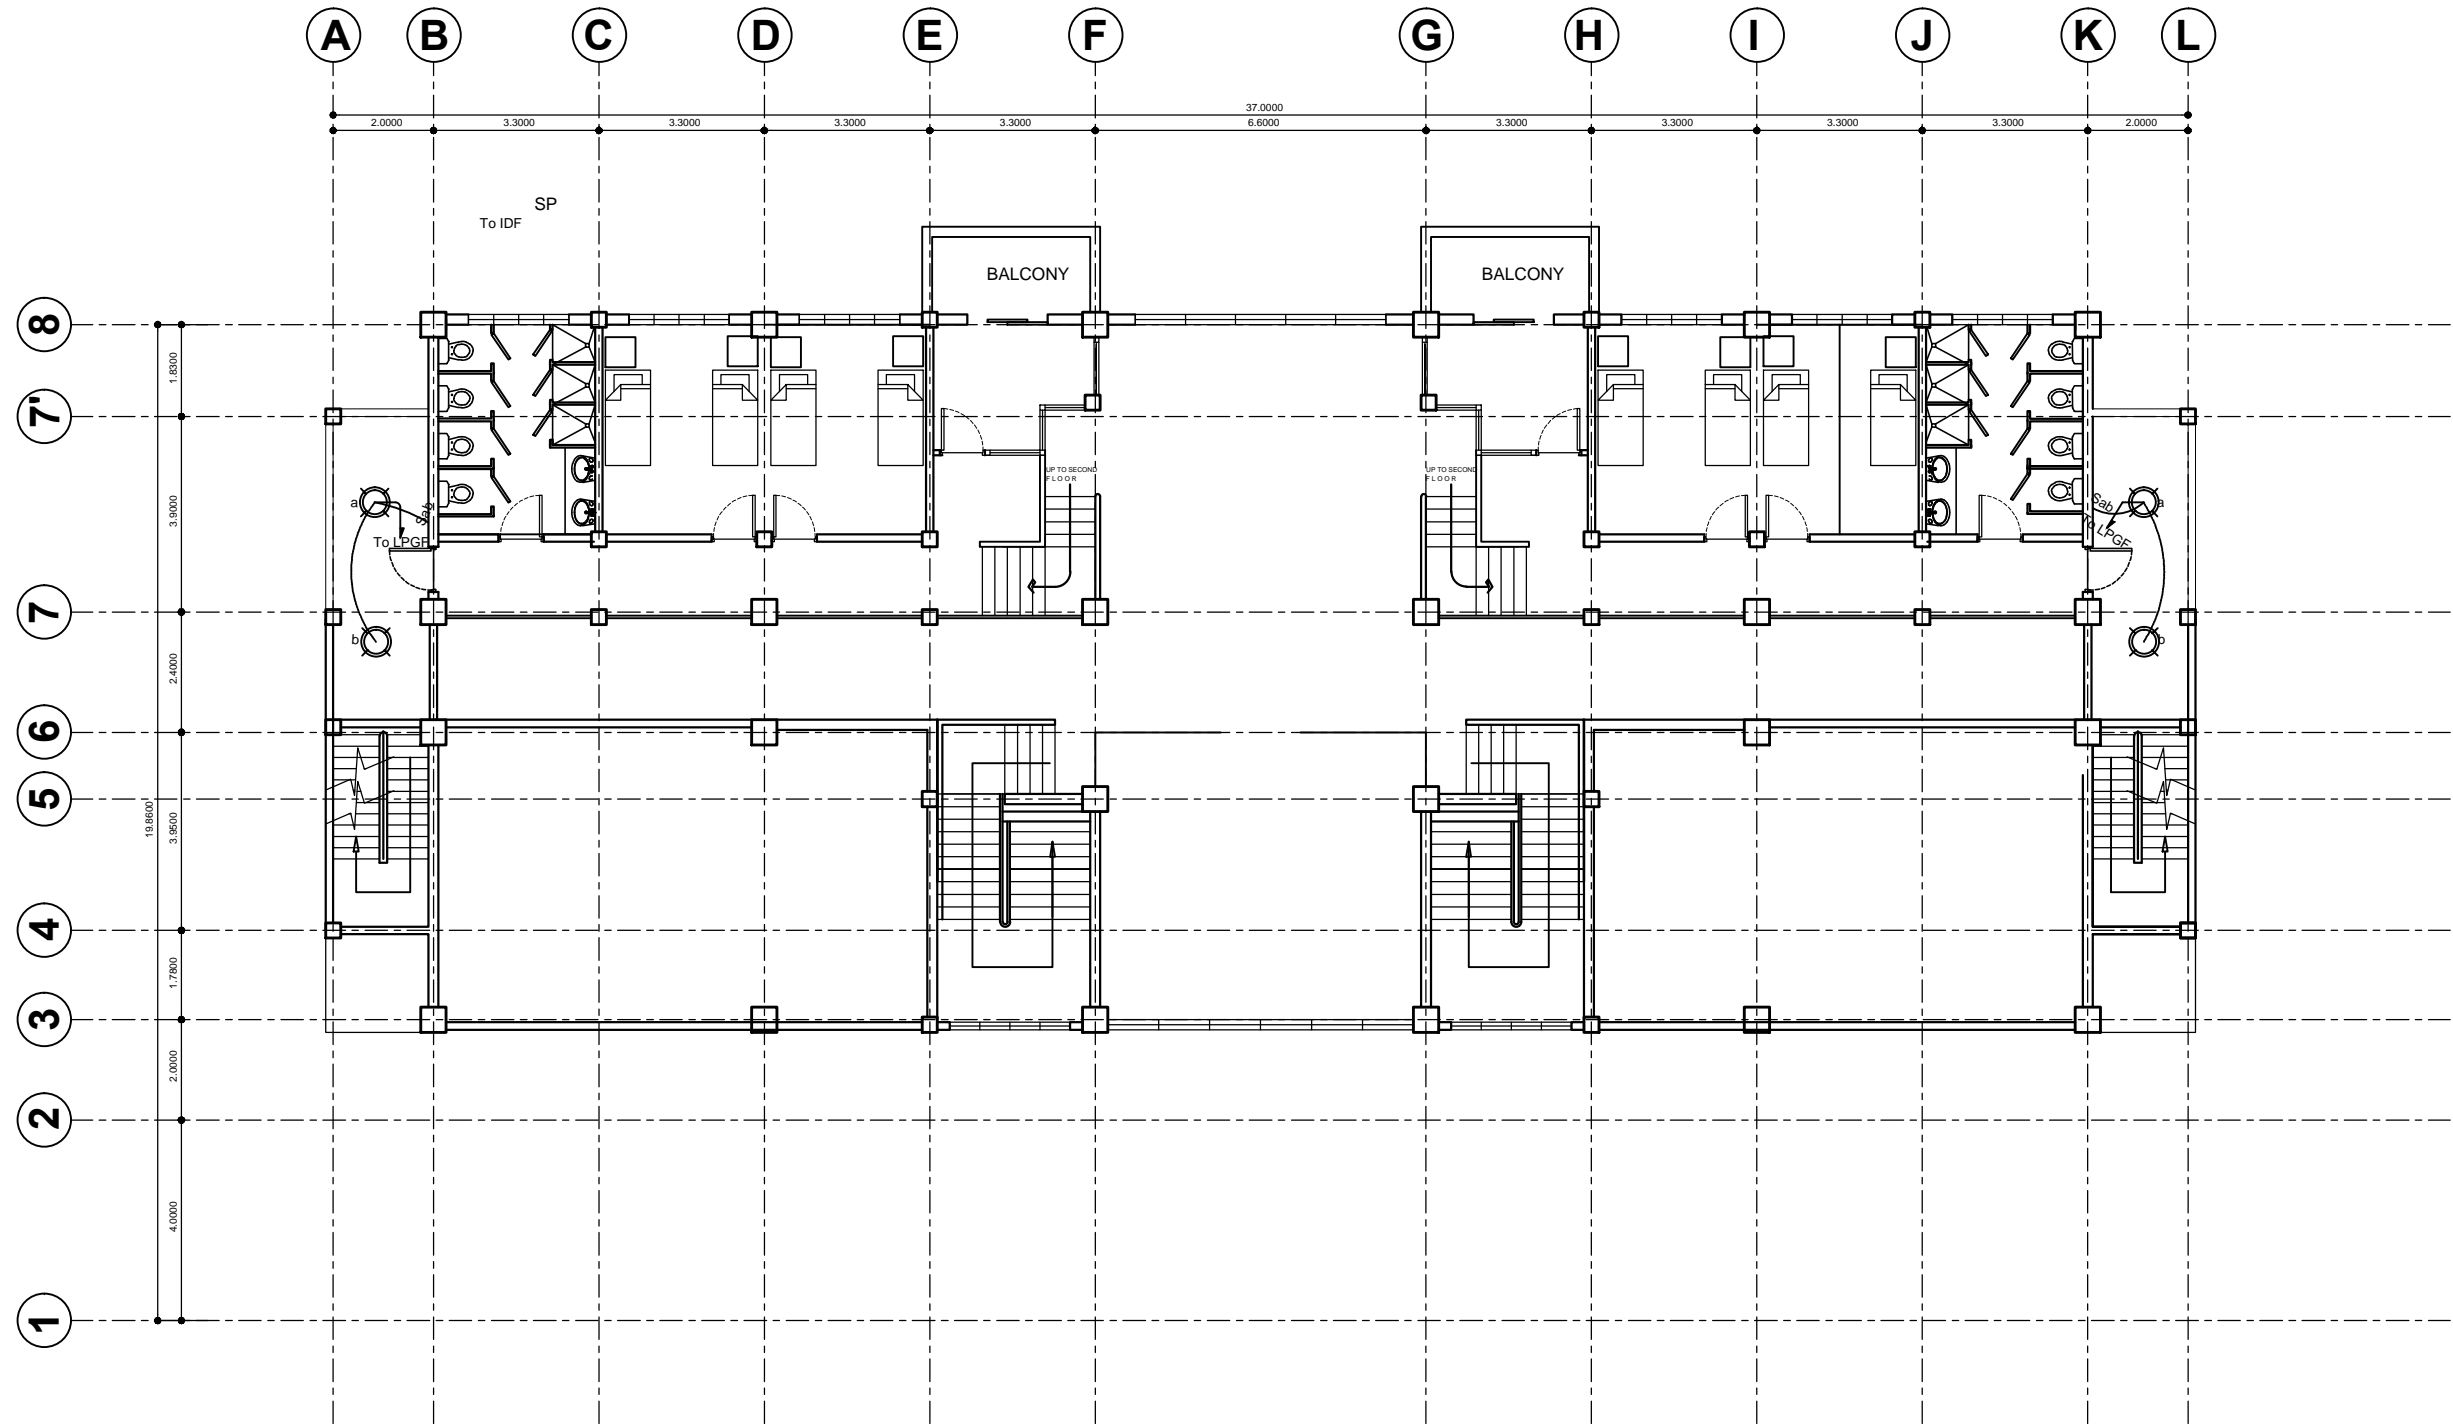 A B C D E F G H I J K L
37.0000
2.0000 3.3000 3.3000 3.3000 3.3000 6.6000 3.3000 3.3000 3.3000 3.3000 2.0000
SP
To IDF
BALCONY BALCONY
8
1.8300
7'
UP TO SECOND
FLOOR
UP TO SECOND
FLOOR
a Sab
To LPGF
Sab a
To LPGF
3.9000
7
b b
2.4000
6
5
19.8600
3.9500
4
1.7800
3
2.0000
2
4.0000
1